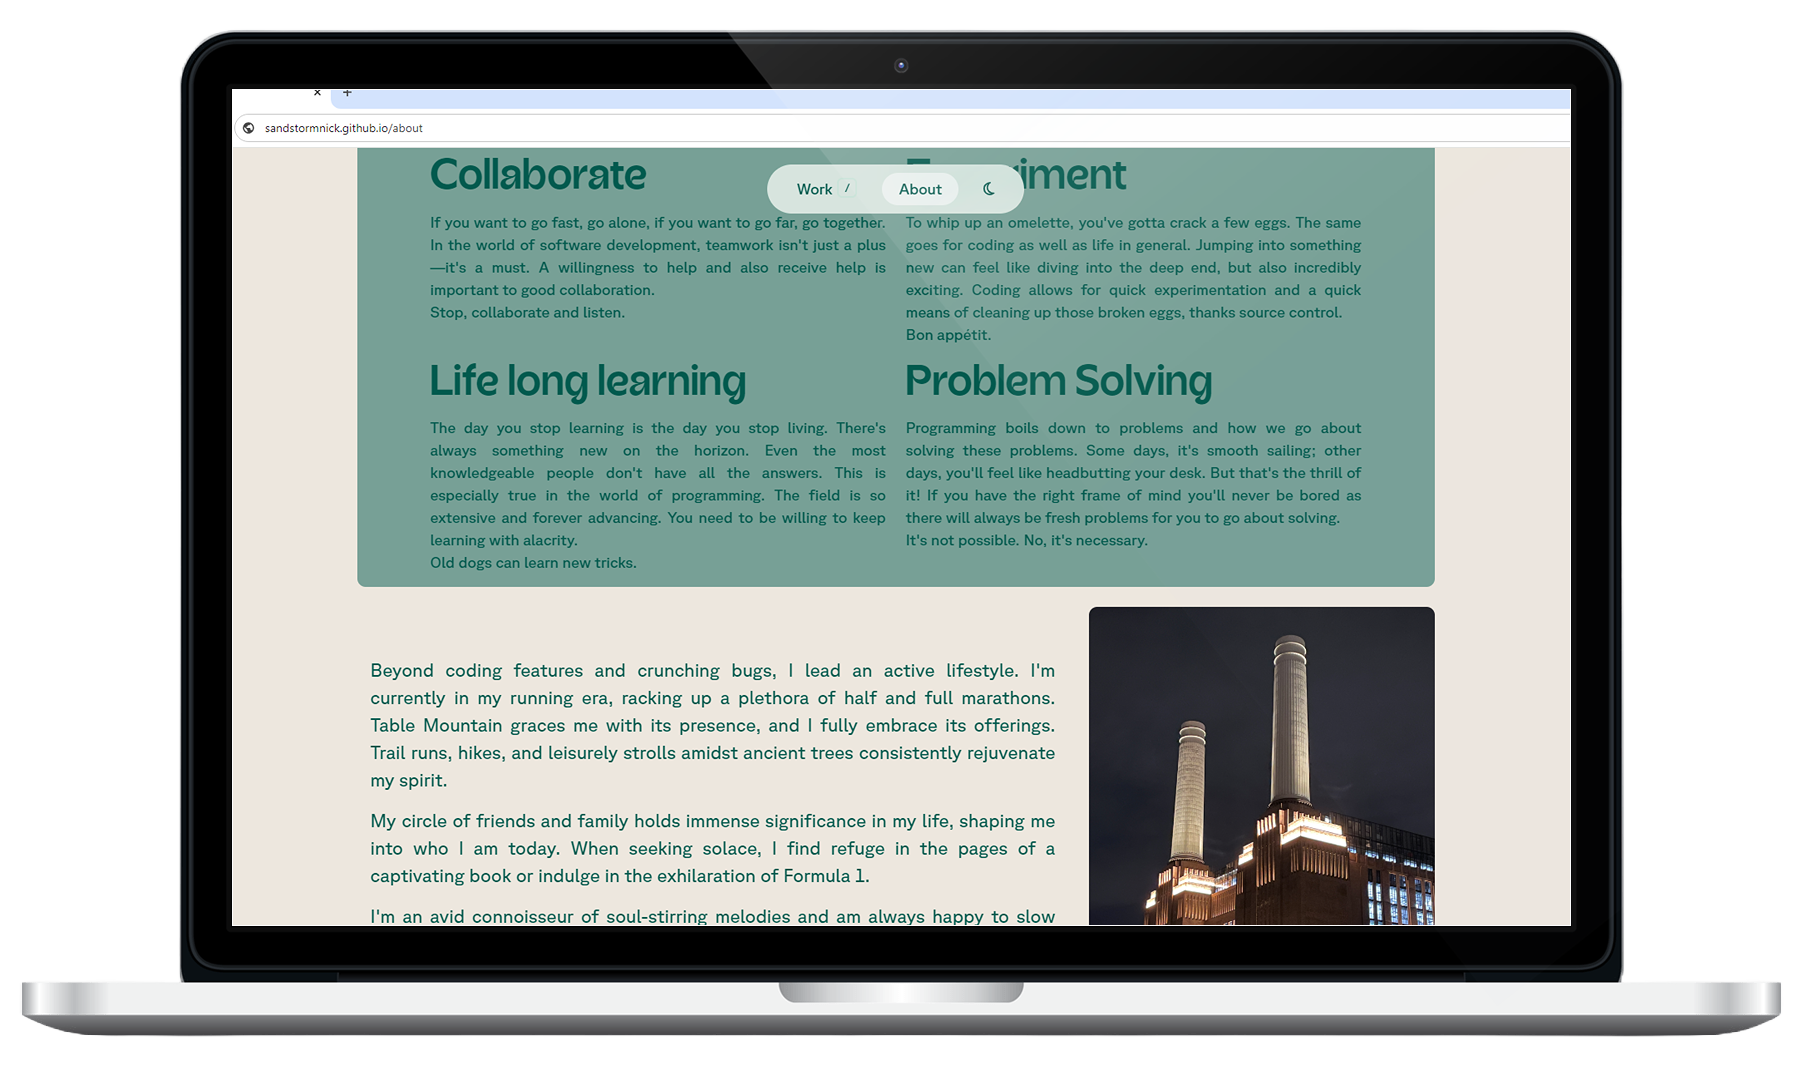 × +
sandstormnick.github.io/about
Work / About
Collaborate
If you want to go fast, go alone, if you want to go far, go together.
In the world of software development, teamwork isn't just a plus
—it's a must. A willingness to help and also receive help is
important to good collaboration.
Stop, collaborate and listen.
To whip up an omelette, you've gotta crack a few eggs. The same
goes for coding as well as life in general. Jumping into something
new can feel like diving into the deep end, but also incredibly
exciting. Coding allows for quick experimentation and a quick
means of cleaning up those broken eggs, thanks source control.
Bon appétit.
Life long learning
The day you stop learning is the day you stop living. There's
always something new on the horizon. Even the most
knowledgeable people don't have all the answers. This is
especially true in the world of programming. The field is so
extensive and forever advancing. You need to be willing to keep
learning with alacrity.
Old dogs can learn new tricks.
Problem Solving
Programming boils down to problems and how we go about
solving these problems. Some days, it's smooth sailing; other
days, you'll feel like headbutting your desk. But that's the thrill of
it! If you have the right frame of mind you'll never be bored as
there will always be fresh problems for you to go about solving.
It's not possible. No, it's necessary.
Beyond coding features and crunching bugs, I lead an active lifestyle. I'm
currently in my running era, racking up a plethora of half and full marathons.
Table Mountain graces me with its presence, and I fully embrace its offerings.
Trail runs, hikes, and leisurely strolls amidst ancient trees consistently rejuvenate
my spirit.
My circle of friends and family holds immense significance in my life, shaping me
into who I am today. When seeking solace, I find refuge in the pages of a
captivating book or indulge in the exhilaration of Formula 1.
I'm an avid connoisseur of soul-stirring melodies and am always happy to slow